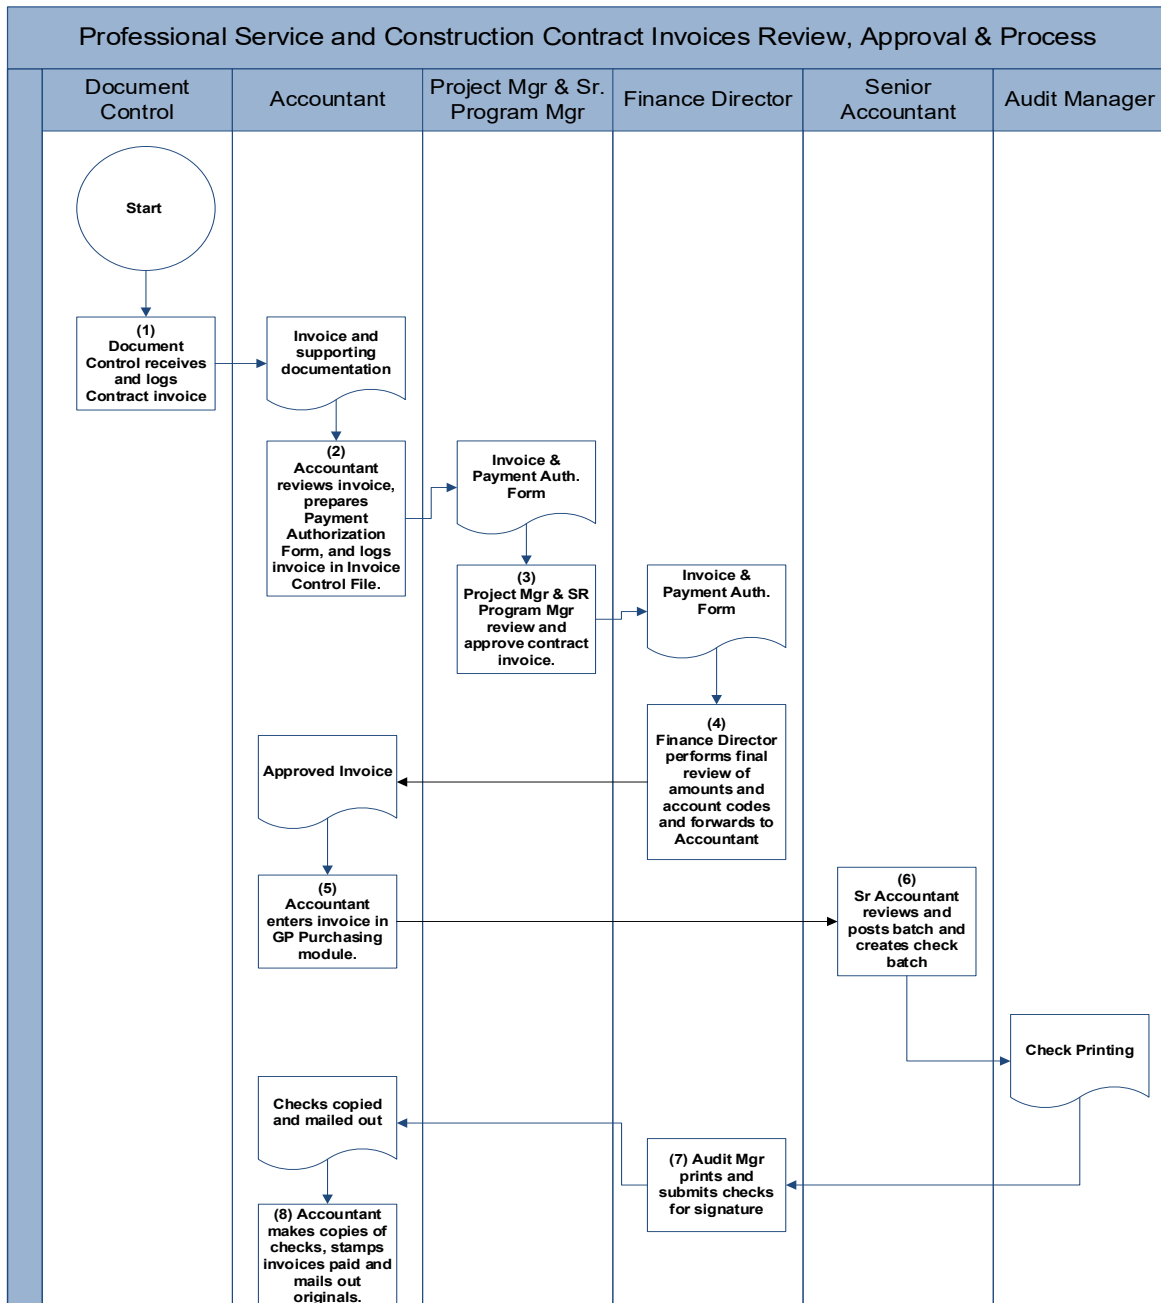 Professional Service and Construction Contract Invoices Review, Approval & Process
Document
Control
Accountant
Project Mgr & Sr.
Program Mgr
Finance Director
Senior
Accountant
Audit Manager
Start
(1)
Document
Control receives
and logs
Contract invoice
Invoice and
supporting
documentation
(2)
Accountant
reviews invoice,
prepares
Payment
Authorization
Form, and logs
invoice in Invoice
Control File.
Invoice &
Payment Auth.
Form
(3)
Project Mgr & SR
Program Mgr
review and
approve contract
invoice.
Invoice &
Payment Auth.
Form
(4)
Finance Director
performs final
review of
amounts and
account codes
and forwards to
Accountant
Approved Invoice
(5)
Accountant
enters invoice in
GP Purchasing
module.
(6)
Sr Accountant
reviews and
posts batch and
creates check
batch
Check Printing
(7) Audit Mgr
prints and
submits checks
for signature
Checks copied
and mailed out
(8) Accountant
makes copies of
checks, stamps
invoices paid and
mails out
originals.